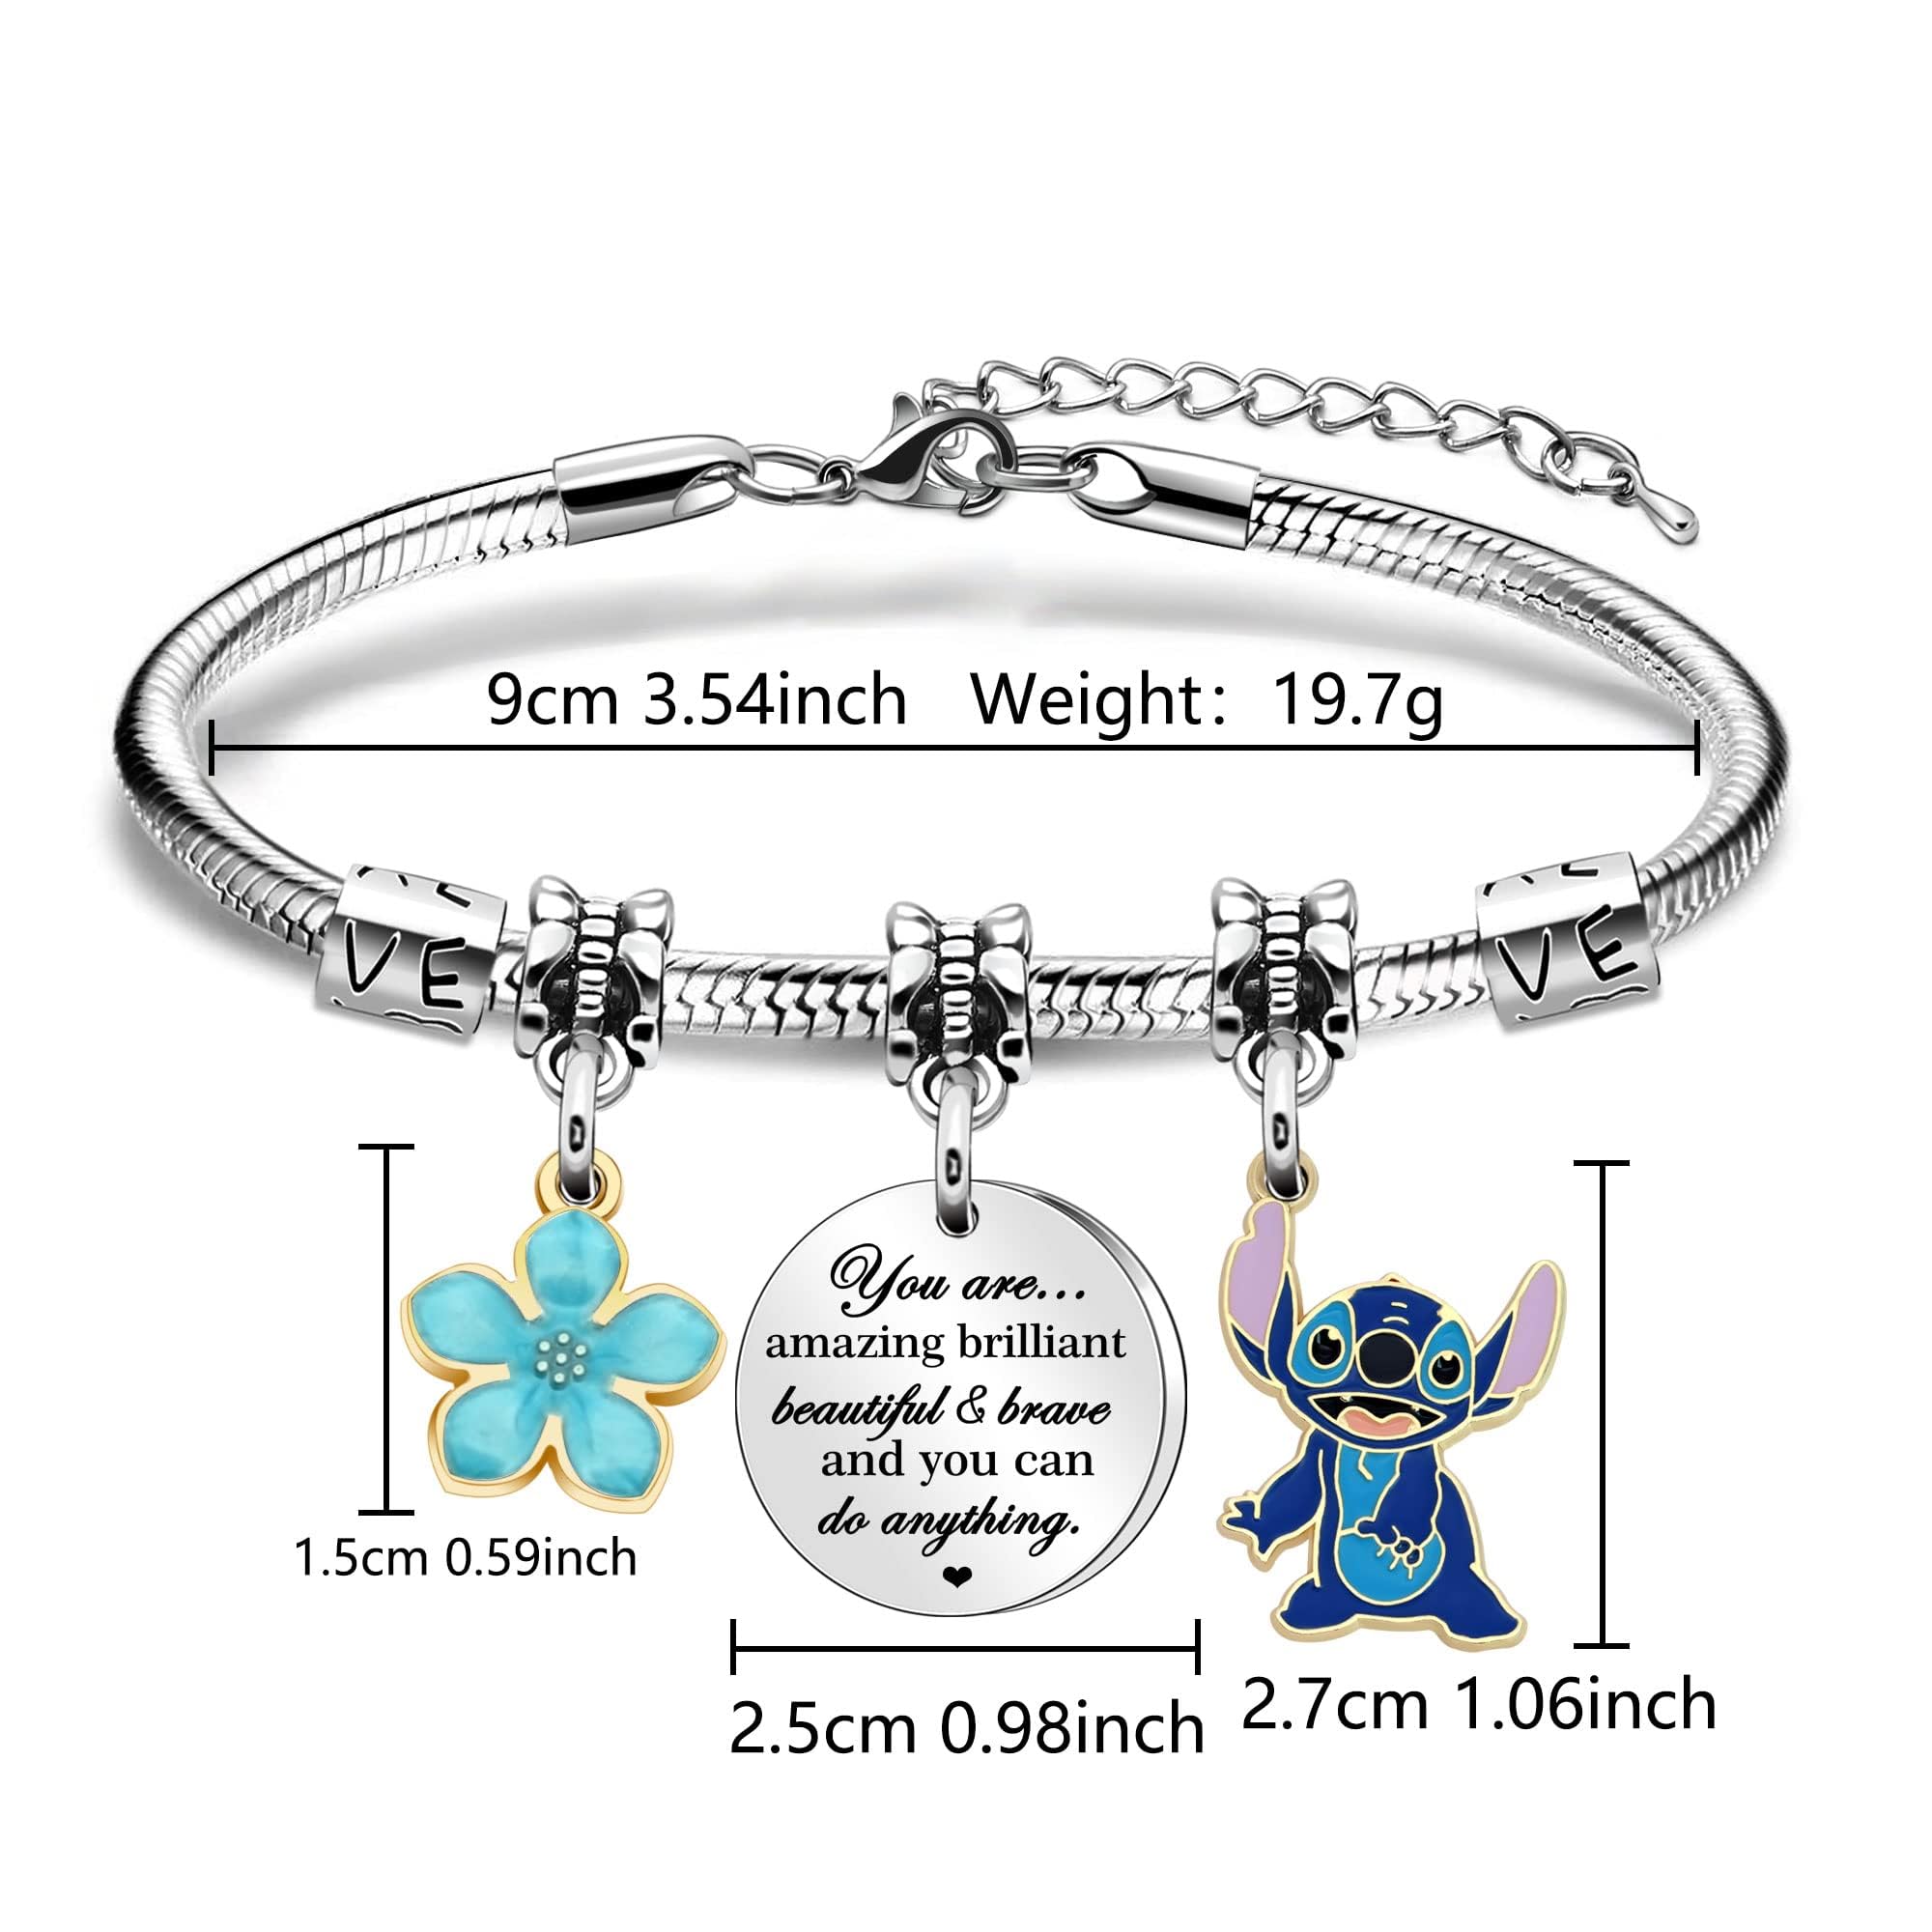 9cm 3.54inch Weight: 19.7g
VE
VE
You are...
amazing brilliant
beautiful & brave
and you can
do anything.
1.5cm 0.59inch
2.5cm 0.98inch
2.7cm 1.06inch